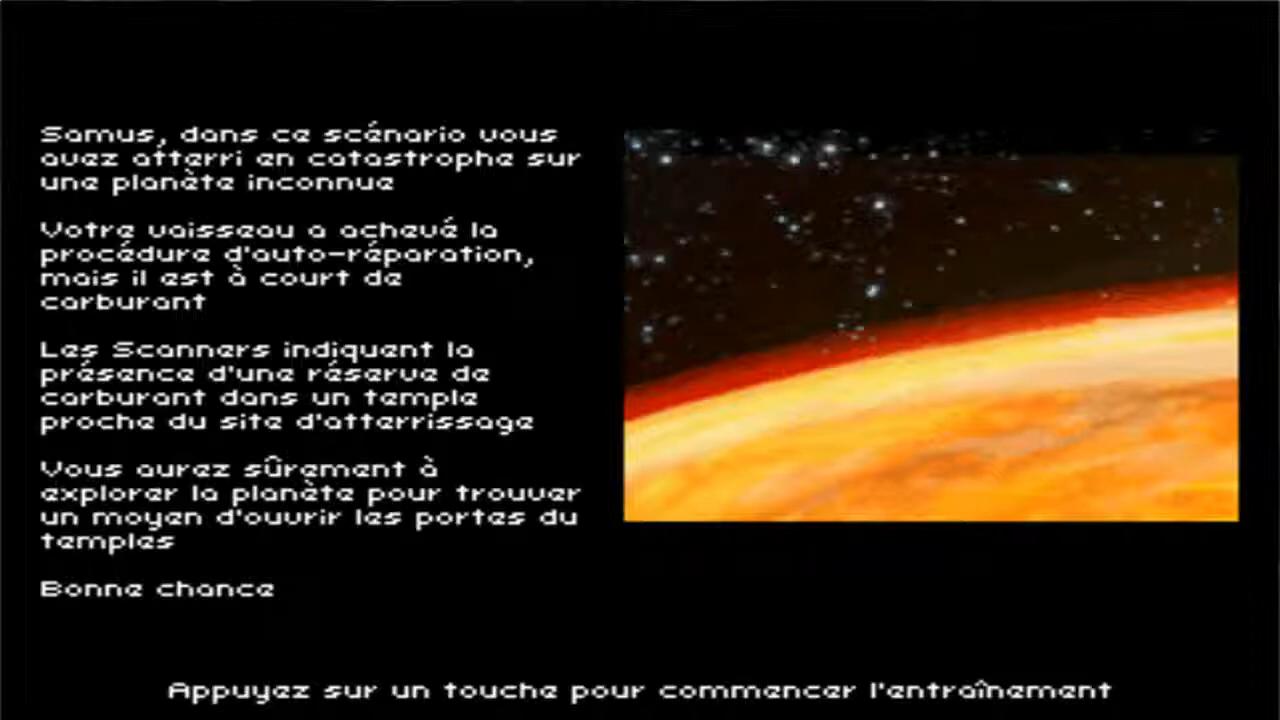 Samus, dans ce scénario vous
avez atterri en catastrophe sur
une planète inconnue
Votre vaisseau a achevé la
procédure d'auto-réparation,
mais il est à court de
carburant
Les Scanners indiquent la
présence d'une réserve de
carburant dans un temple
proche du site d'atterrissage
Vous aurez sûrement à
explorer la planète pour trouver
un moyen d'ouvrir les portes du
temples
Bonne chance
Appuyez sur un touche pour commencer l'entraînement